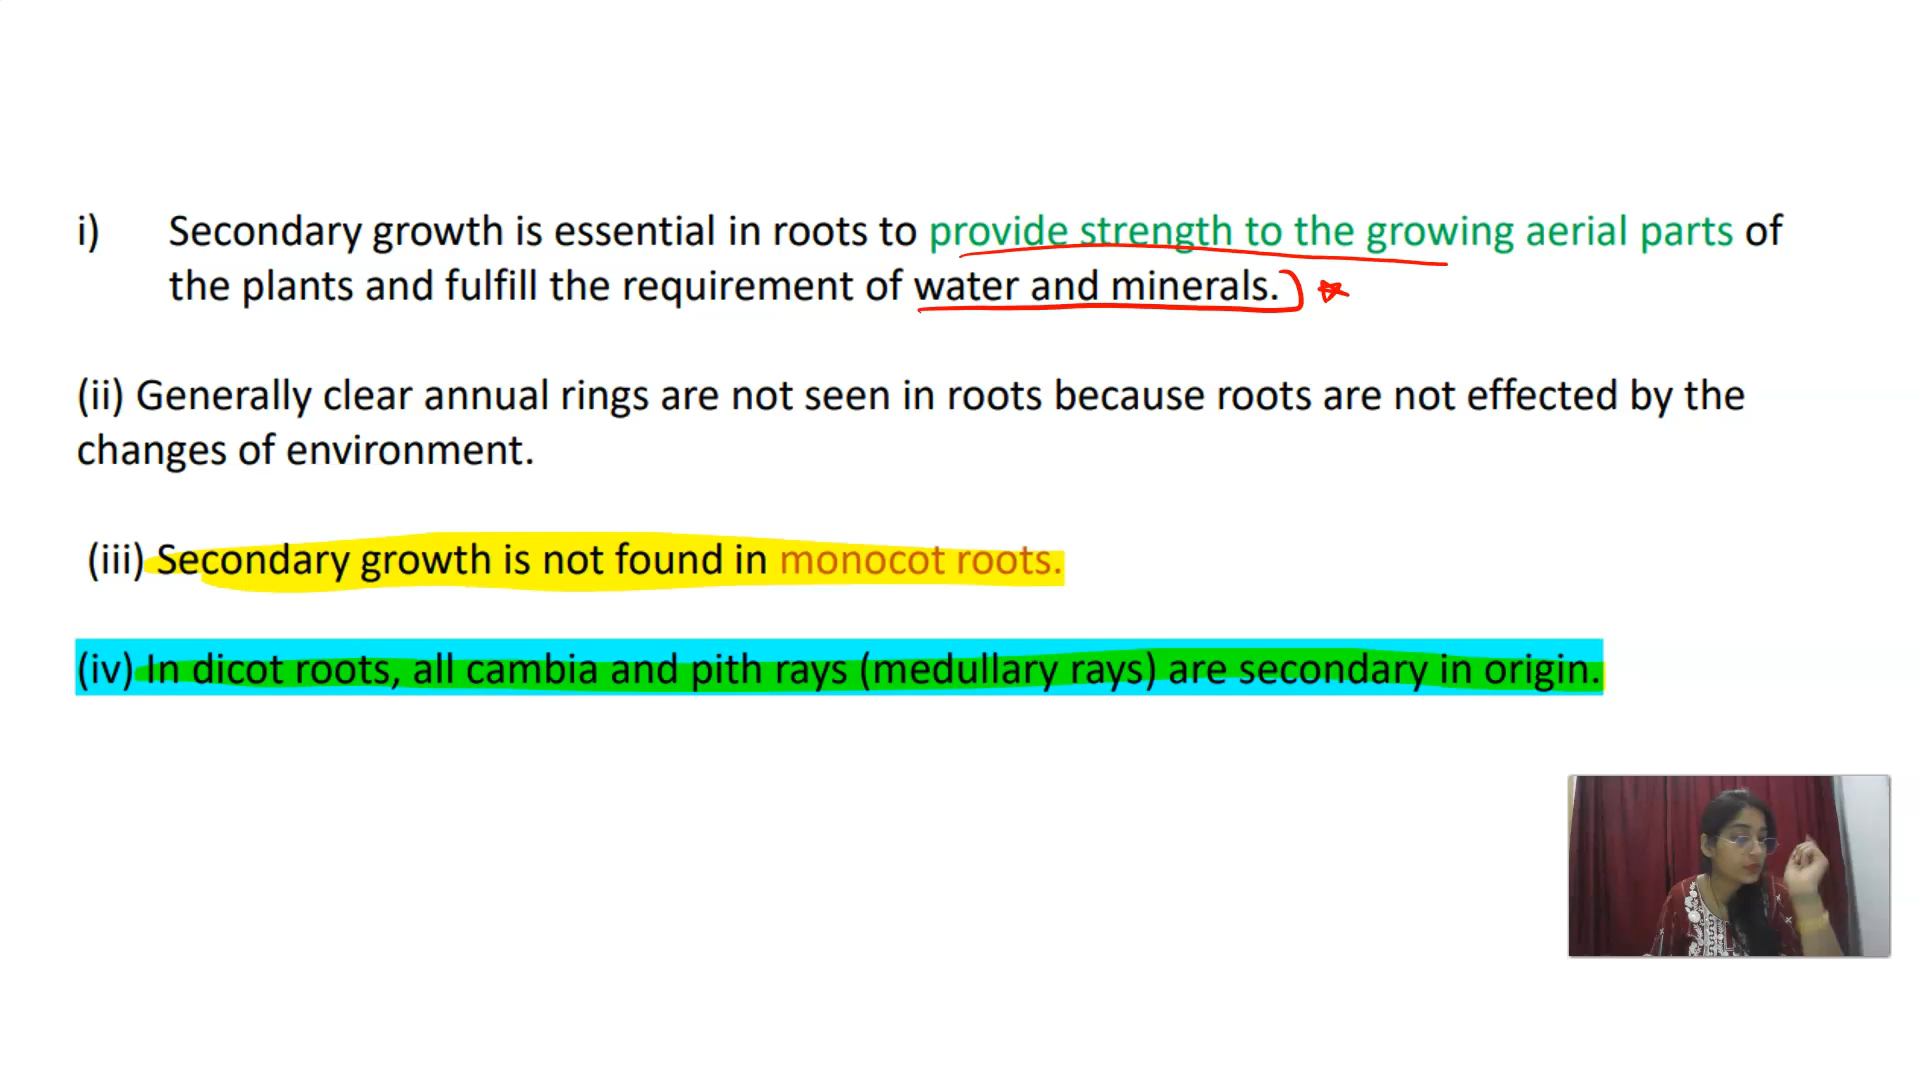 i) Secondary growth is essential in roots to provide strength to the growing aerial parts of
the plants and fulfill the requirement of water and minerals.
(ii) Generally clear annual rings are not seen in roots because roots are not effected by the
changes of environment.
(iii) Secondary growth is not found in monocot roots.
(iv) In dicot roots, all cambia and pith rays (medullary rays) are secondary in origin.